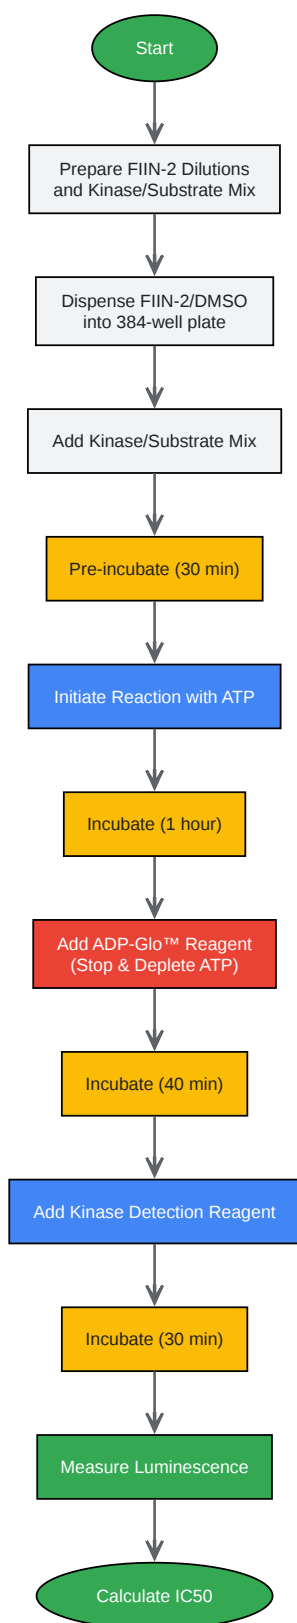 Start
Prepare FIIN-2 Dilutions
and Kinase/Substrate Mix
Dispense FIIN-2/DMSO
into 384-well plate
Add Kinase/Substrate Mix
Pre-incubate (30 min)
Initiate Reaction with ATP
Incubate (1 hour)
Add ADP-Glo™ Reagent
(Stop & Deplete ATP)
Incubate (40 min)
Add Kinase Detection Reagent
Incubate (30 min)
Measure Luminescence
Calculate IC50